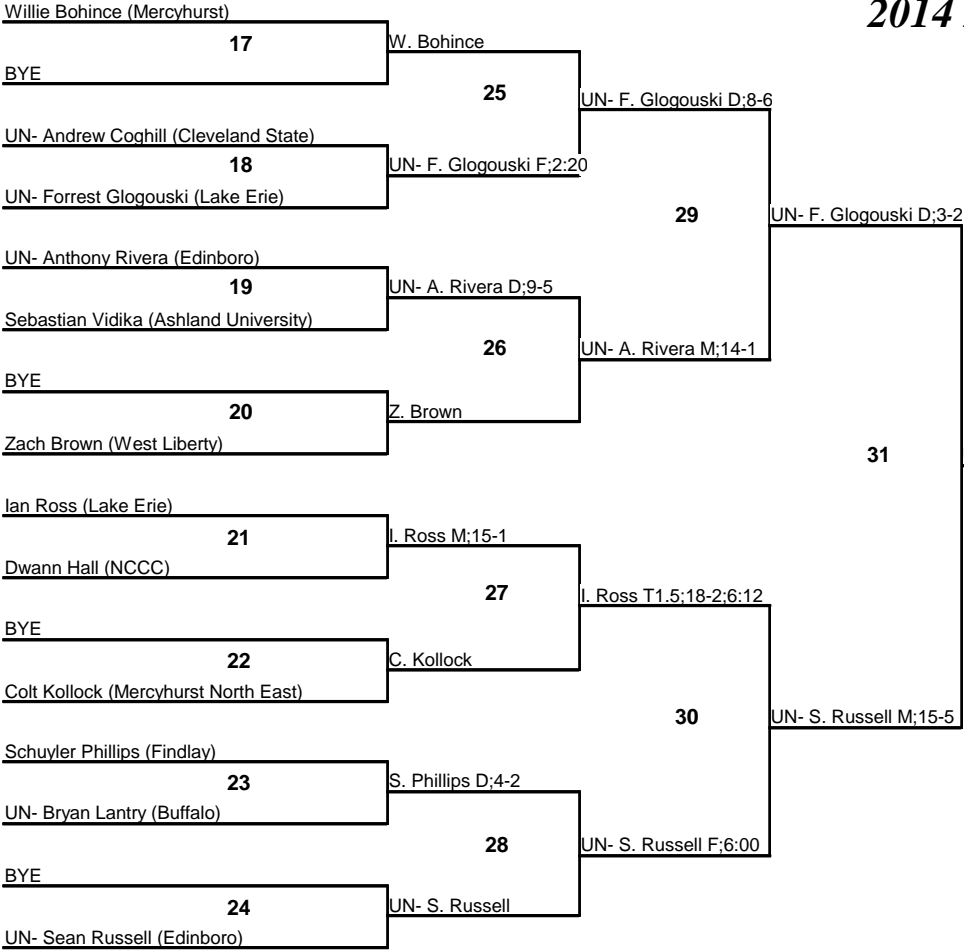 2014
Willie Bohince (Mercyhurst)
17
W. Bohince
BYE
25
UN- F. Glogouski D;8-6
UN- Andrew Coghill (Cleveland State)
18
UN- F. Glogouski F;2:20
UN- Forrest Glogouski (Lake Erie)
29
UN- F. Glogouski D;3-2
UN- Anthony Rivera (Edinboro)
19
UN- A. Rivera D;9-5
Sebastian Vidika (Ashland University)
26
UN- A. Rivera M;14-1
BYE
20
Z. Brown
Zach Brown (West Liberty)
31
Ian Ross (Lake Erie)
21
I. Ross M;15-1
Dwann Hall (NCCC)
27
I. Ross T1.5;18-2;6:12
BYE
22
C. Kollock
Colt Kollock (Mercyhurst North East)
30
UN- S. Russell M;15-5
Schuyler Phillips (Findlay)
23
S. Phillips D;4-2
UN- Bryan Lantry (Buffalo)
28
UN- S. Russell F;6:00
BYE
24
UN- S. Russell
UN- Sean Russell (Edinboro)